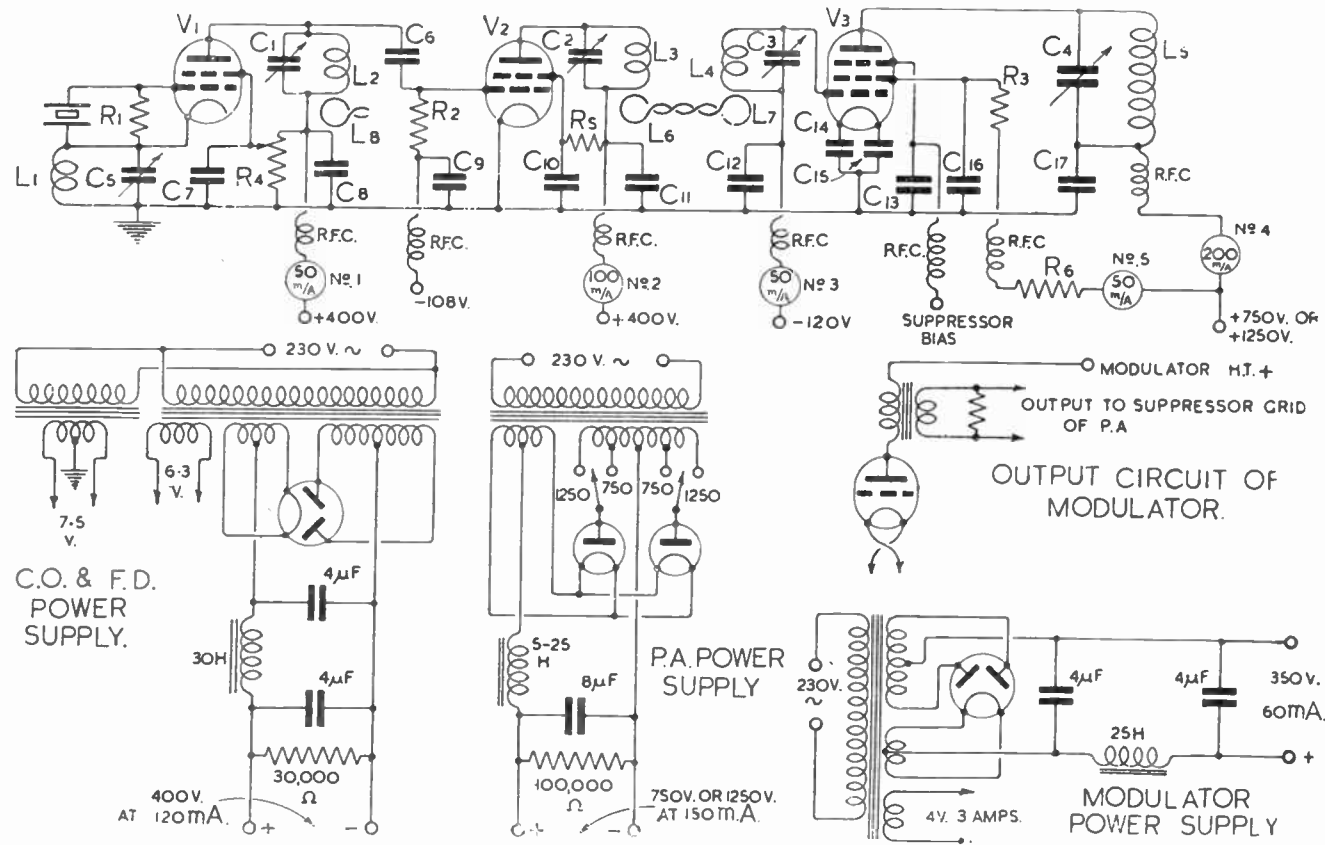 V1
C1
L2
C6
V2
C2
L3
L4
C3
V3
R3
C4
L5
R1
L8
R2
R5
L6
L7
C14
L1
C5
C7
R4
C8
C9
C10
C11
C12
C15
C13
C16
C17
R.F.C
R.F.C.
R.F.C.
R.F.C.
R.F.C
R.F.C.
R.F.C
50 m/A
Nº.1
-108V.
100 m/A
Nº.2
50 m/A
Nº3
R6
Nº.5
50 m/A
Nº4
200 m/A
+400V.
+400V.
-120V
SUPPRESSOR
BIAS
+750V. OR
+1250V.
230 V. ~
6·3
V.
7·5
V.
C.O. & F.D.
POWER
SUPPLY.
4µF
30H
4µF
30,000
Ω
400V.
AT 120mA.
+
-
230 V. ~
1250
750
750
1250
5-25
H
P.A. POWER
SUPPLY
8µF
100,000
Ω
750V. OR 1250V.
AT 150 M.A.
+
-
MODULATOR H.T. +
OUTPUT TO SUPPRESSOR GRID
OF P.A
OUTPUT CIRCUIT OF
MODULATOR.
230V.
~
4µF
4µF
350V.
60mA.
25H
+
4V. 3 AMPS.
MODULATOR
POWER SUPPLY